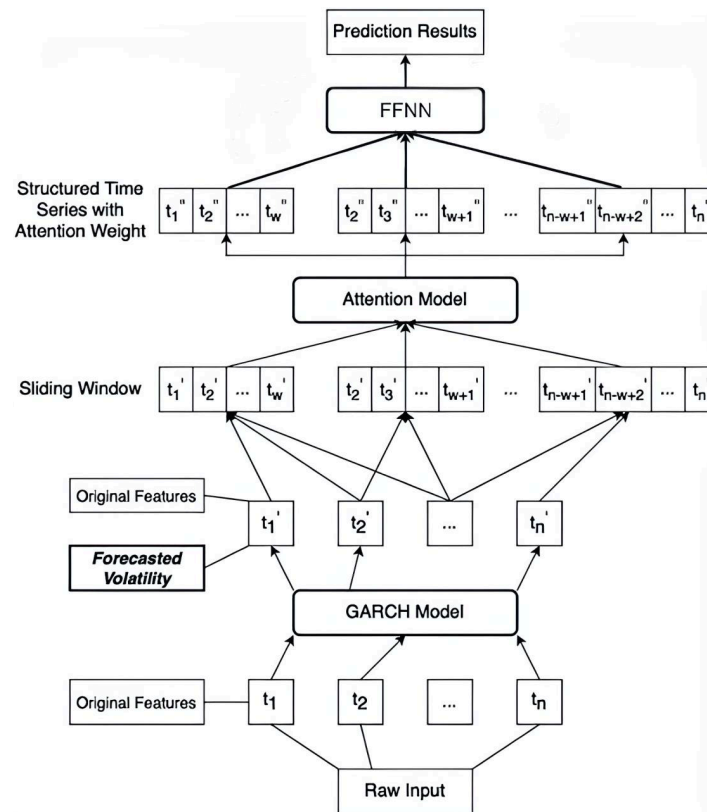 Prediction Results
FFNN
Structured Time
Series with
Attention Weight
t1" t2" ... tw" t2" t3" ... tw+1" ... tn-w+1" tn-w+2" ... tn"
Attention Model
Sliding Window t1' t2' ... tw' t2' t3' ... tw+1' ... tn-w+1' tn-w+2' ... tn'
Original Features
t1' t2' ... tn'
Forecasted
Volatility
GARCH Model
Original Features t1 t2 ... tn
Raw Input